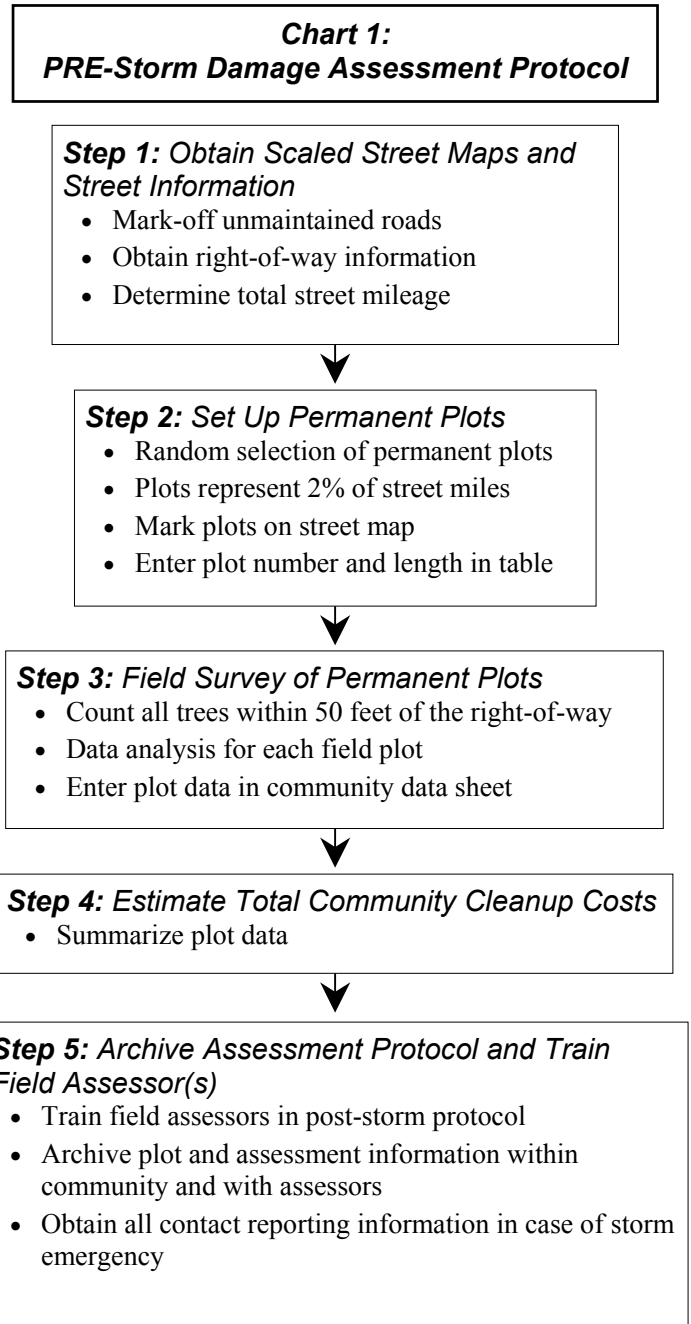 Chart 1:
PRE-Storm Damage Assessment Protocol
Step 1: Obtain Scaled Street Maps and
Street Information
• Mark-off unmaintained roads
• Obtain right-of-way information
• Determine total street mileage
Step 2: Set Up Permanent Plots
• Random selection of permanent plots
• Plots represent 2% of street miles
• Mark plots on street map
• Enter plot number and length in table
Step 3: Field Survey of Permanent Plots
• Count all trees within 50 feet of the right-of-way
• Data analysis for each field plot
• Enter plot data in community data sheet
Step 4: Estimate Total Community Cleanup Costs
• Summarize plot data
Step 5: Archive Assessment Protocol and Train
Field Assessor(s)
• Train field assessors in post-storm protocol
• Archive plot and assessment information within
community and with assessors
• Obtain all contact reporting information in case of storm
emergency